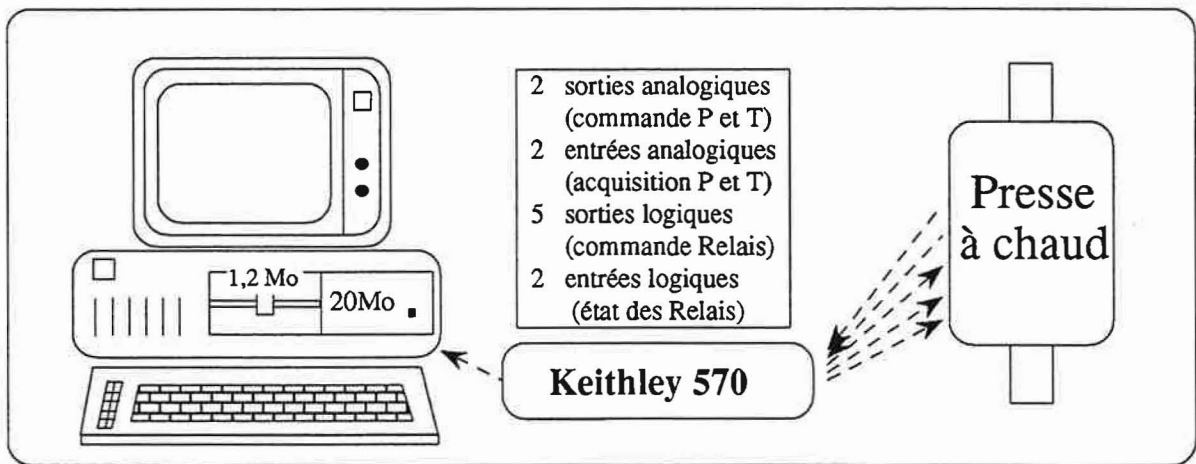 1,2 Mo
20Mo
2 sorties analogiques
(commande P et T)
2 entrées analogiques
(acquisition P et T)
5 sorties logiques
(commande Relais)
2 entrées logiques
(état des Relais)
Keithley 570
Presse
à chaud